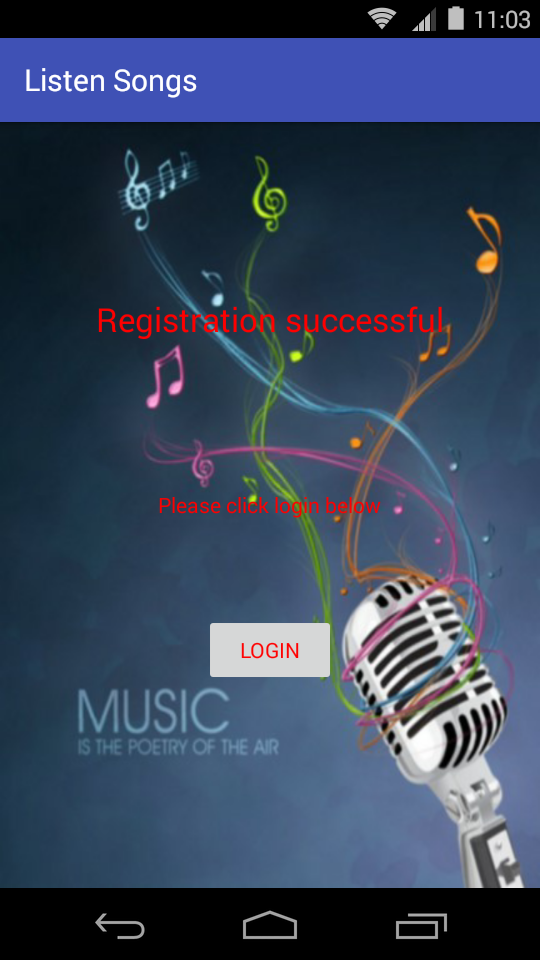 11:03
Listen Songs
Registration successful
Please click login below
LOGIN
MUSIC
IS THE POETRY OF THE AIR